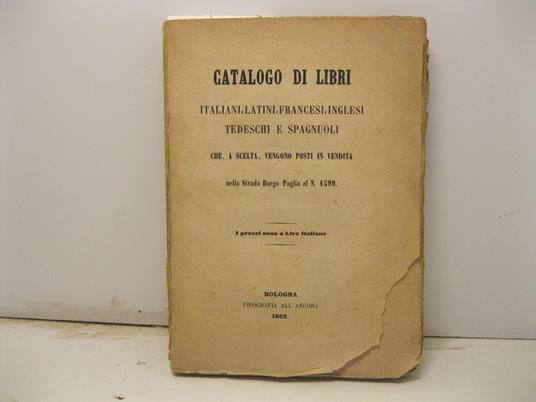 CATALOGO DI LIBRI
ITALIANI, LATINI, FRANCESI, INGLESI
TEDESCHI E SPAGNUOLI
CHE, A SCELTA, VENGONO POSTI IN VENDITA
nella Strada Borgo Paglia al N. 1599.
I prezzi sono a Lire Italiane
BOLOGNA
TIPOGRAFIA ALL'ANCORA
1862.